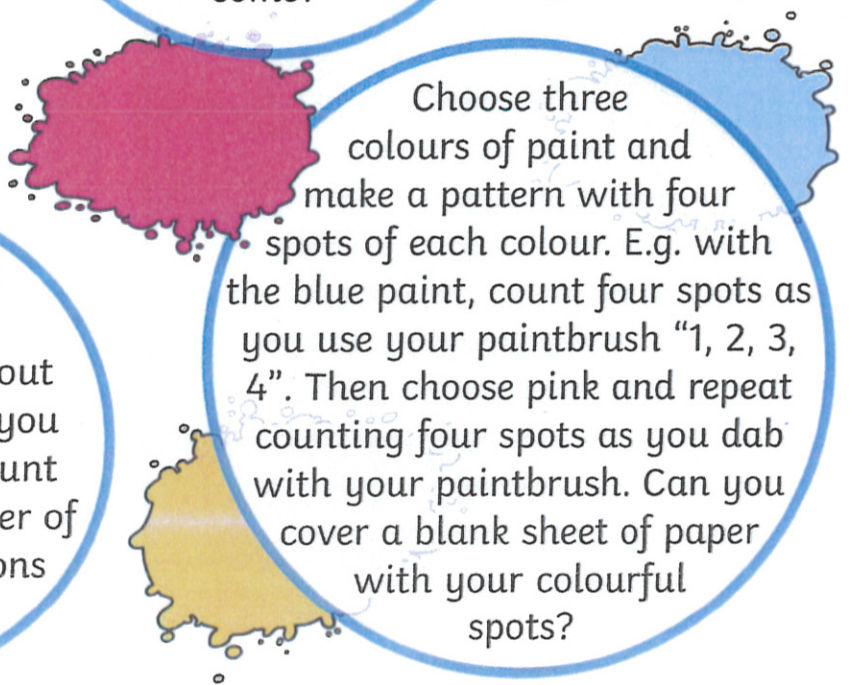 Choose three
colours of paint and
make a pattern with four
spots of each colour. E.g. with
the blue paint, count four spots as
you use your paintbrush “1, 2, 3,
4”. Then choose pink and repeat
counting four spots as you dab
with your paintbrush. Can you
cover a blank sheet of paper
with your colourful
spots?
out
you
unt
er of
ons